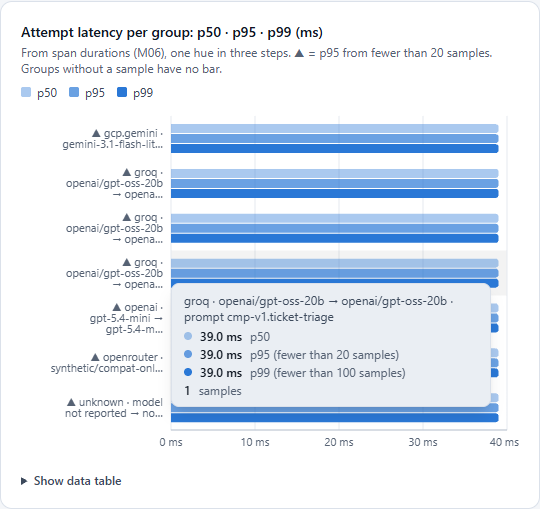 Attempt latency per group: p50 · p95 · p99 (ms)
From span durations (M06), one hue in three steps. ▲ = p95 from fewer than 20 samples.
Groups without a sample have no bar.
p50 p95 p99
▲ gcp.gemini ·
gemini-3.1-flash-lit...
▲ groq ·
openai/gpt-oss-20b
→ opena...
▲ groq ·
openai/gpt-oss-20b
→ opena...
▲ groq ·
openai/gpt-oss-20b
→ opena...
▲ openai ·
gpt-5.4-mini →
gpt-5.4-m...
▲ openrouter ·
synthetic/compat-onl...
▲ unknown · model
not reported → no...
groq · openai/gpt-oss-20b → openai/gpt-oss-20b ·
prompt cmp-v1.ticket-triage
39.0 ms p50
39.0 ms p95 (fewer than 20 samples)
39.0 ms p99 (fewer than 100 samples)
1 samples
0 ms 10 ms 20 ms 30 ms 40 ms
▶ Show data table